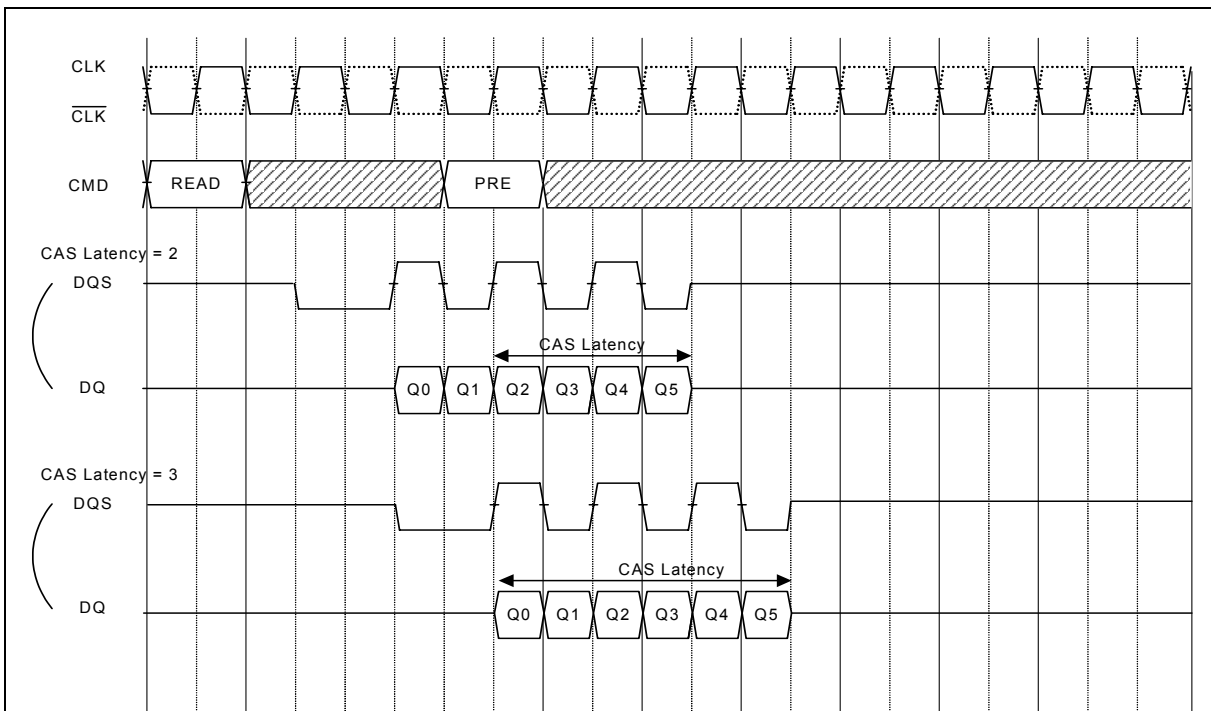 CLK
CLK
CMD READ PRE
CAS Latency = 2
DQS
CAS Latency
DQ Q0 Q1 Q2 Q3 Q4 Q5
CAS Latency = 3
DQS
CAS Latency
DQ Q0 Q1 Q2 Q3 Q4 Q5